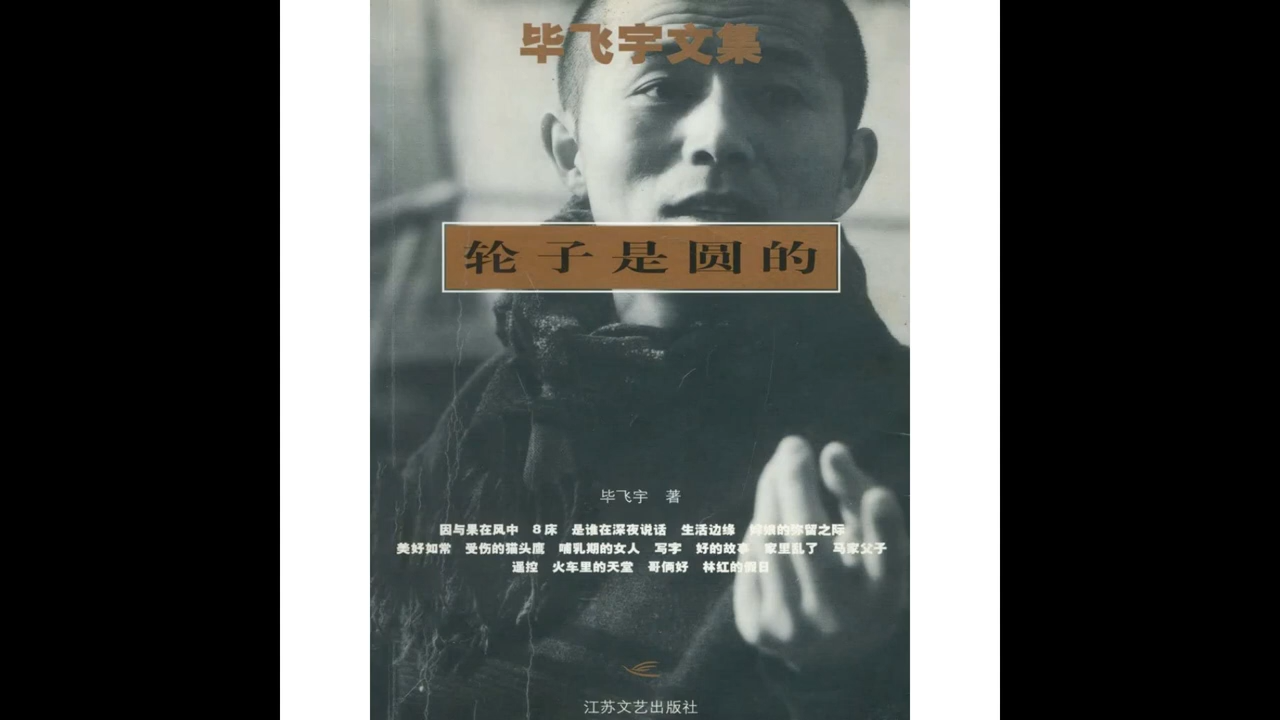 毕飞宇文集
轮子是圆的
毕飞宇 著
因与果在风中 8床 是谁在深夜说话 生活边缘 婶娘的弥留之际
美好如常 受伤的猫头鹰 哺乳期的女人 写字 好的故事 家里乱了 马家父子
遥控 火车里的天堂 哥俩好 林红的假日
江苏文艺出版社